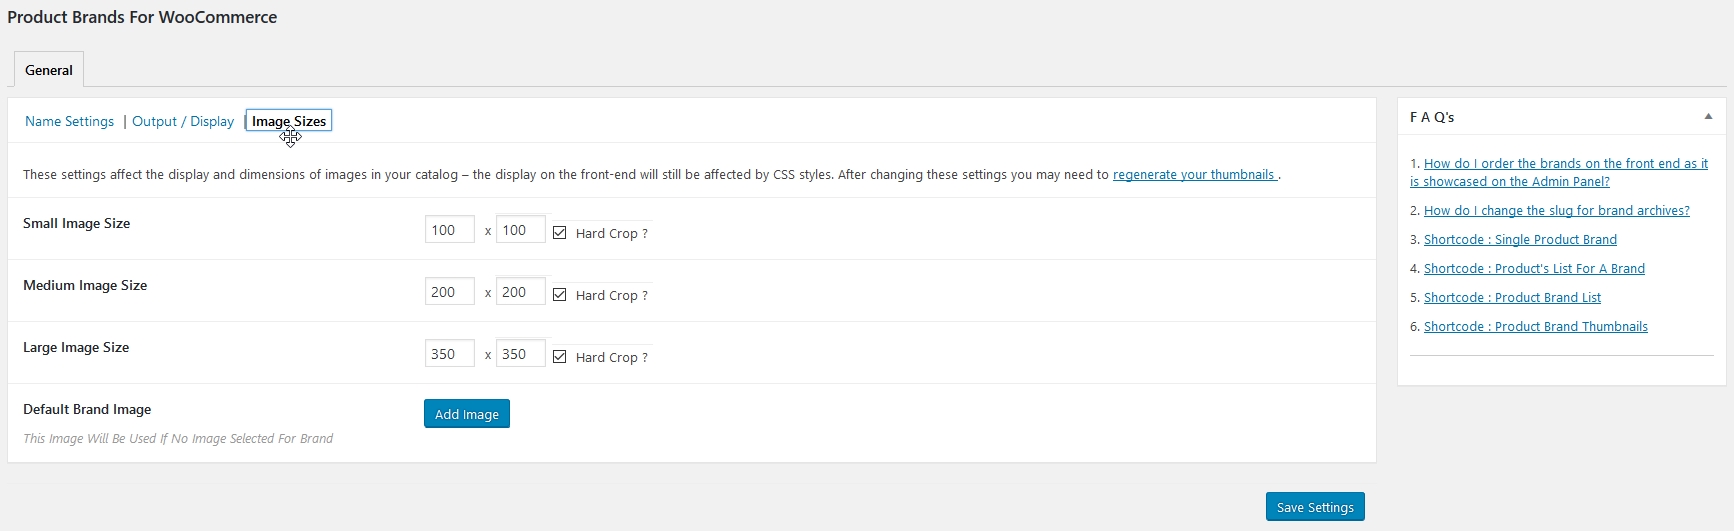 Product Brands For WooCommerce
General
Name Settings | Output / Display | Image Sizes
These settings affect the display and dimensions of images in your catalog – the display on the front-end will still be affected by CSS styles. After changing these settings you may need to regenerate your thumbnails .
Small Image Size 100 x 100 Hard Crop ?
Medium Image Size 200 x 200 Hard Crop ?
Large Image Size 350 x 350 Hard Crop ?
Default Brand Image Add Image
This Image Will Be Used If No Image Selected For Brand
Save Settings
F A Q's
1. How do I order the brands on the front end as it
is showcased on the Admin Panel?
2. How do I change the slug for brand archives?
3. Shortcode : Single Product Brand
4. Shortcode : Product's List For A Brand
5. Shortcode : Product Brand List
6. Shortcode : Product Brand Thumbnails